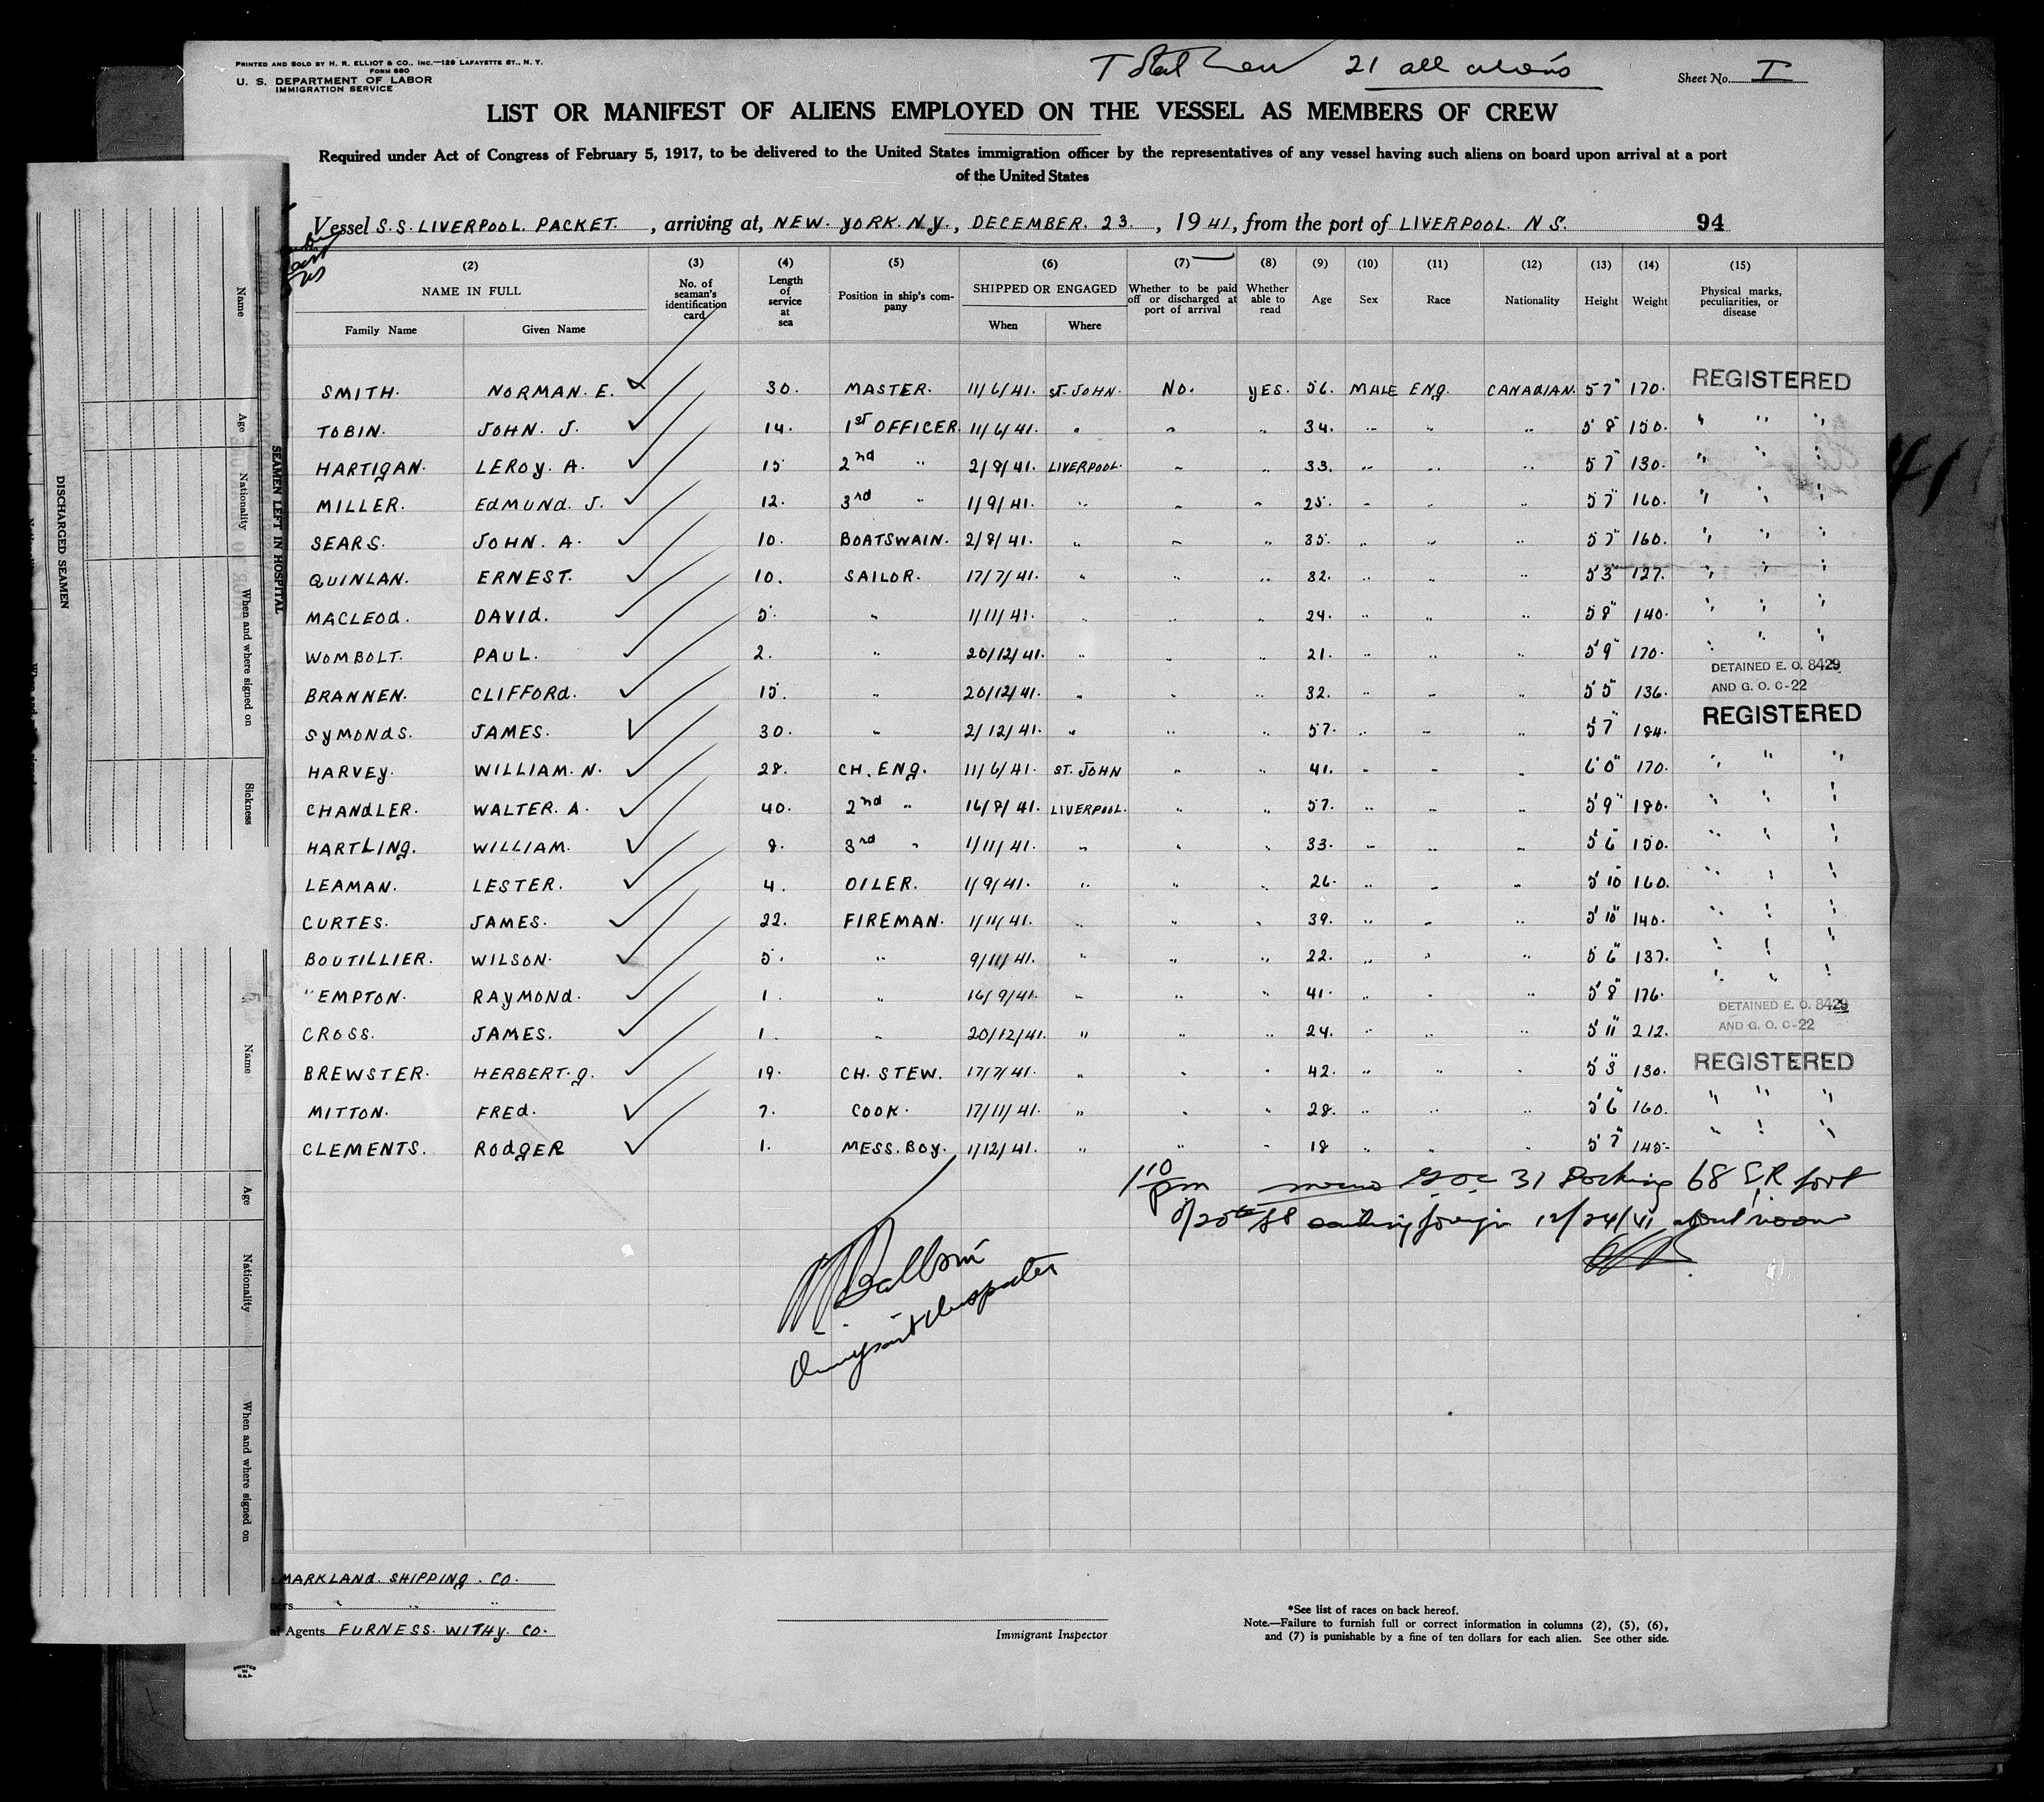 PRINTED AND SOLD BY H. R. ELLIOT & CO., INC.—129 LAFAYETTE ST., N. Y.
FORM 680
U. S. DEPARTMENT OF LABOR
IMMIGRATION SERVICE
Total Crew 21 all aliens
Sheet No. I
LIST OR MANIFEST OF ALIENS EMPLOYED ON THE VESSEL AS MEMBERS OF CREW
Required under Act of Congress of February 5, 1917, to be delivered to the United States immigration officer by the representatives of any vessel having such aliens on board upon arrival at a port
of the United States
Vessel S.S. LIVERPOOL. PACKET. , arriving at, NEW. YORK. N.Y., DECEMBER. 23. , 19 41, from the port of LIVERPOOL. N S. 94
(2) (3) (4) (5) (6) (7) (8) (9) (10) (11) (12) (13) (14) (15)
NAME IN FULL No. of seaman's identification card Length of service at sea Position in ship's company SHIPPED OR ENGAGED Whether to be paid off or discharged at port of arrival Whether able to read Age Sex Race Nationality Height Weight Physical marks, peculiarities, or disease
Family Name Given Name When Where
SMITH. NORMAN. E. 30. MASTER. 11/6/41. ST. JOHN. NO. YES. 56. MALE ENG. CANADIAN. 5 7" 170. REGISTERED
TOBIN. JOHN. J. 14. 1ST OFFICER. 11/6/41. " " " 34. " " " 5 8" 150. " " "
HARTIGAN. LEROY. A. 15 2nd " 2/8/41. LIVERPOOL. " " 33. " " " 5 7" 130. " " "
MILLER. EDMUND. J. 12. 3rd " 1/9/41. " " " 25. " " " 5 7" 160. " " "
SEARS. JOHN. A. 10. BOATSWAIN. 2/8/41. " " " 35. " " " 5 7" 160. " " "
QUINLAN. ERNEST. 10. SAILOR. 17/7/41. " " " 32. " " " 5'3" 127. " " "
MACLEOD. DAVID. 5. " 1/11/41. " " " 24. " " " 5 8" 140. " " "
WOMBOLT. PAUL. 2. " 20/12/41. " " " 21. " " " 5'9" 170. " " "
DETAINED E. O. 8429
BRANNEN. CLIFFORD. 15. " 20/12/41. " " " 32. " " " 5'5" 136. AND G. O. C-22
SYMONDS. JAMES. 30. " 2/12/41. " " " 57. " " " 5'7" 184. REGISTERED
HARVEY. WILLIAM. N. 28. CH. ENG. 11/6/41. ST. JOHN " " 41. " " " 6'0" 170. " " "
CHANDLER. WALTER. A. 40. 2nd " 16/8/41. LIVERPOOL. " " 57. " " " 5'9" 180. " " "
HARTLING. WILLIAM. 8. 3rd " 1/11/41. " " " 33. " " " 5'6" 150. " " "
LEAMAN. LESTER. 4. OILER. 1/9/41. " " " 26. " " " 5'10" 160. " " "
CURTES. JAMES. 22. FIREMAN. 1/11/41. " " " 39. " " " 5'10" 140. " " "
BOUTILLIER. WILSON. 5. " 9/11/41. " " " 22. " " " 5 6" 137. " " "
EMPTON. RAYMOND. 1. " 16/9/41. " " " 41. " " " 5'8" 176. " " "
DETAINED E. O. 8429
CROSS. JAMES. 1. " 20/12/41. " " " 24. " " " 5'11" 212. AND G. O. C-22
BREWSTER. HERBERT. G. 19. CH. STEW. 17/7/41. " " " 42. " " " 5'3" 130. REGISTERED
MITTON. FRED. 7. COOK. 17/11/41. " " " 28. " " " 5'6" 160. " " "
CLEMENTS. RODGER 1. MESS. BOY. 1/12/41. " " " 18 " " " 5 7" 145. " " "
110 pm 31 Docking 68
12/24/41 about noon
MARKLAND. SHIPPING. CO.
" " "
Agents FURNESS. WITHY. CO.
Immigrant Inspector
*See list of races on back hereof.
Note.—Failure to furnish full or correct information in columns (2), (5), (6),
and (7) is punishable by a fine of ten dollars for each alien. See other side.
PRINTED IN U.S.A.
DISCHARGED SEAMEN
SEAMEN LEFT IN HOSPITAL
Name
Age
Nationality
When and where signed on
Sickness
Name
Age
Nationality
When and where signed on
41